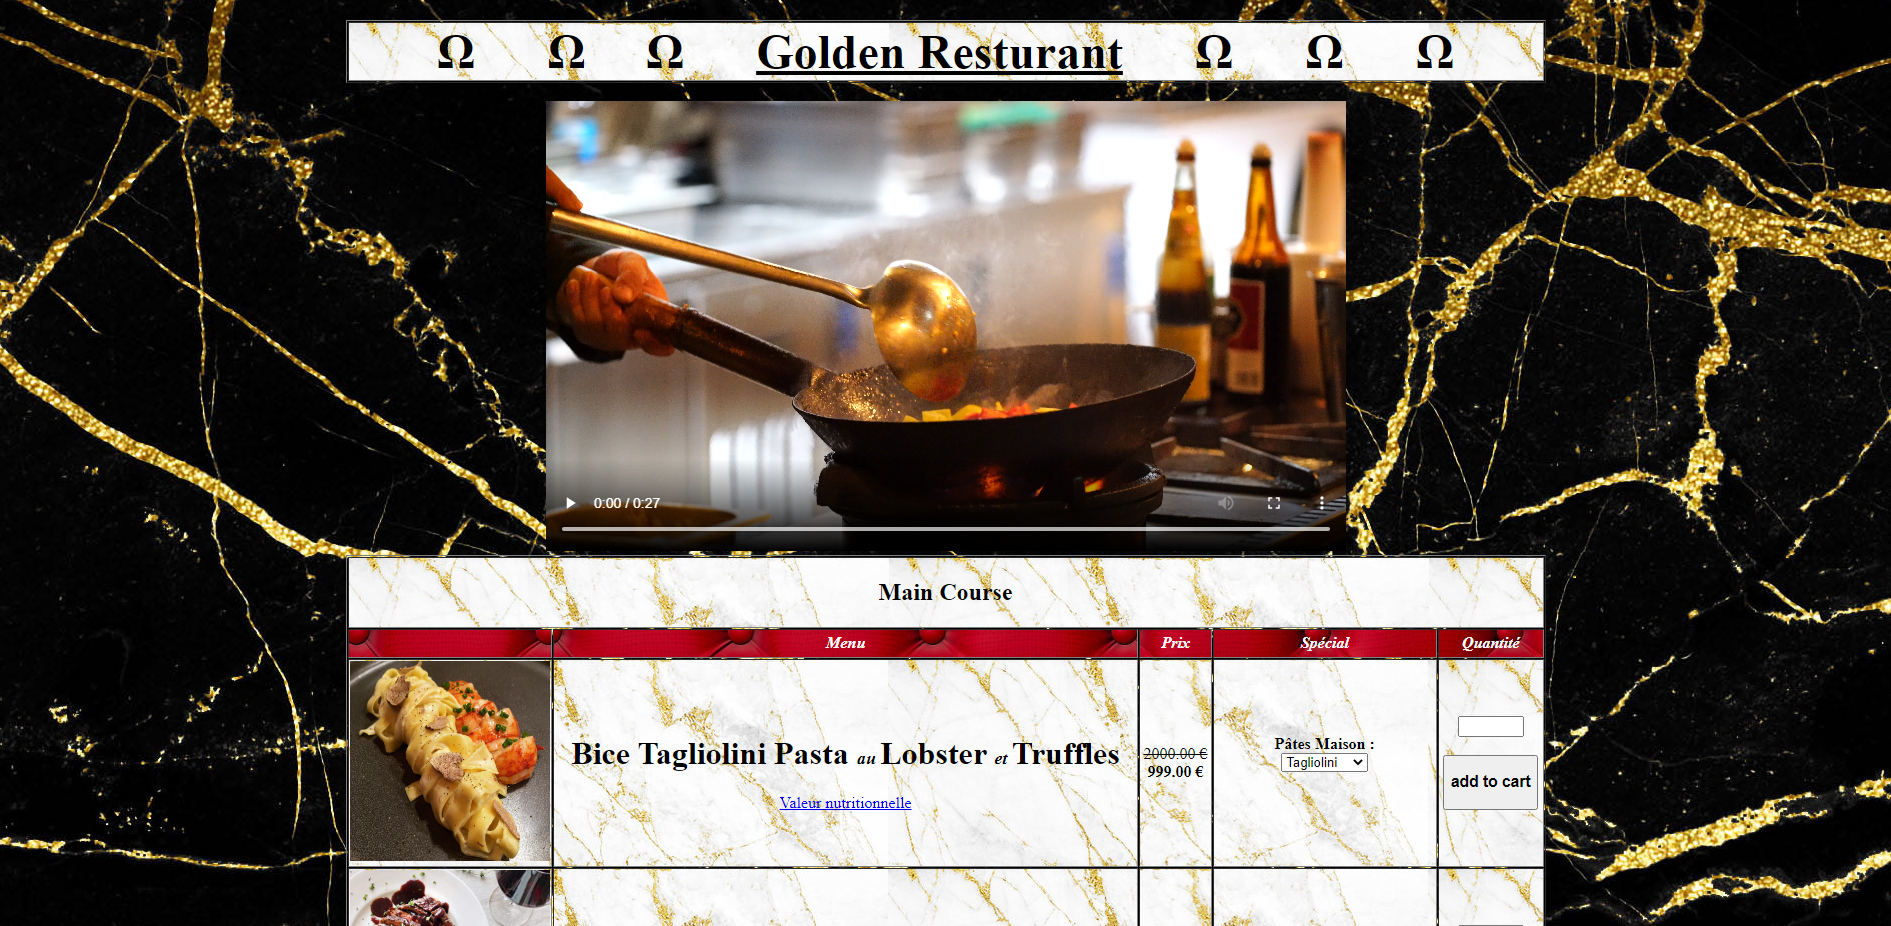 Ω Ω Ω Golden Resturant Ω Ω Ω
0:00 / 0:27
Main Course
Menu Prix Spécial Quantité
Bice Tagliolini Pasta au Lobster et Truffles
Valeur nutritionnelle
2000.00 €
999.00 €
Pâtes Maison :
Tagliolini
add to cart